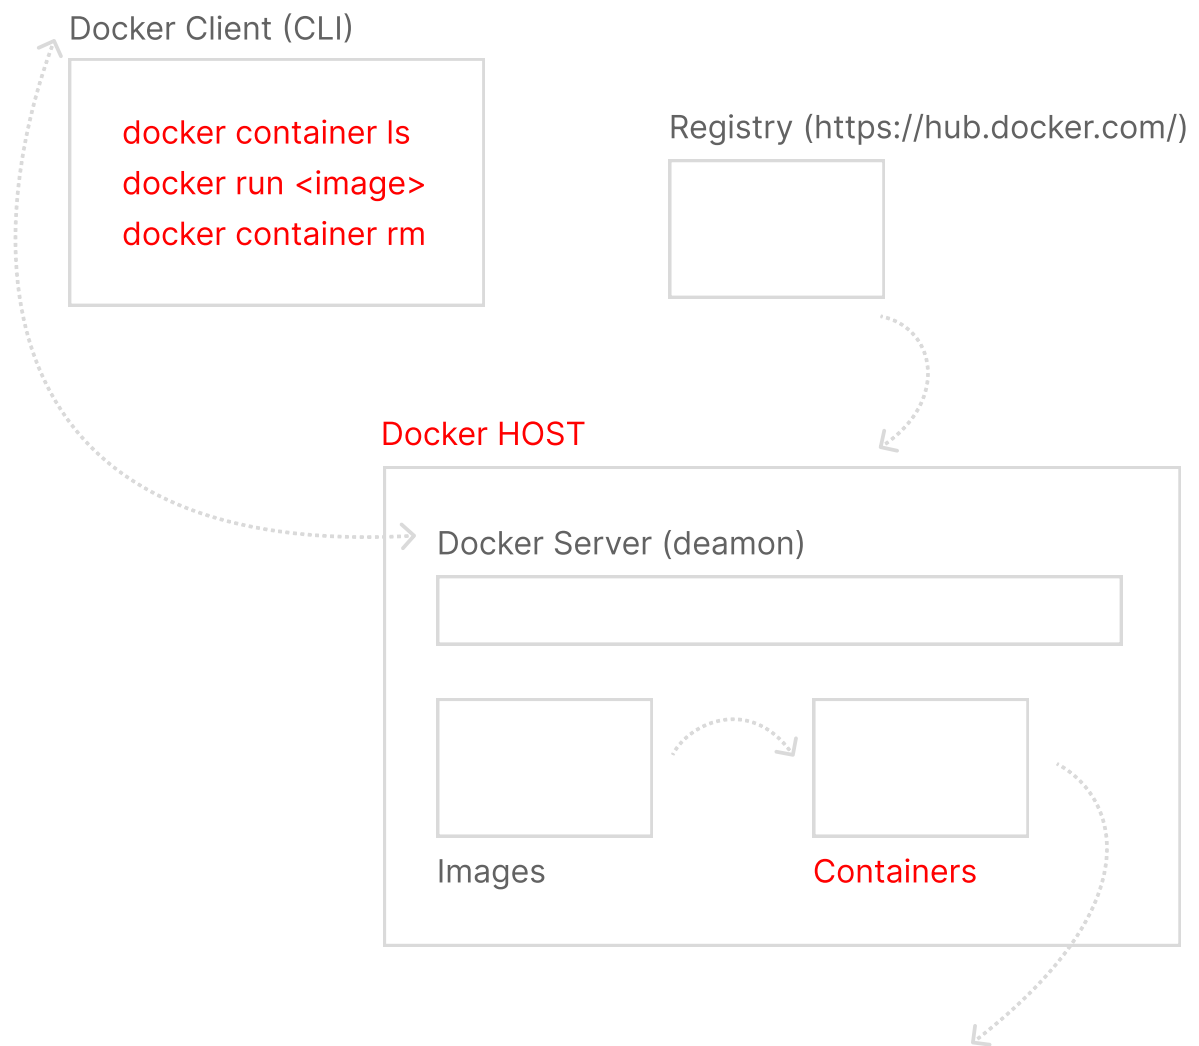 Docker Client (CLI)
docker container ls
docker run <image>
docker container rm
Registry (https://hub.docker.com/)
Docker HOST
Docker Server (deamon)
Images
Containers